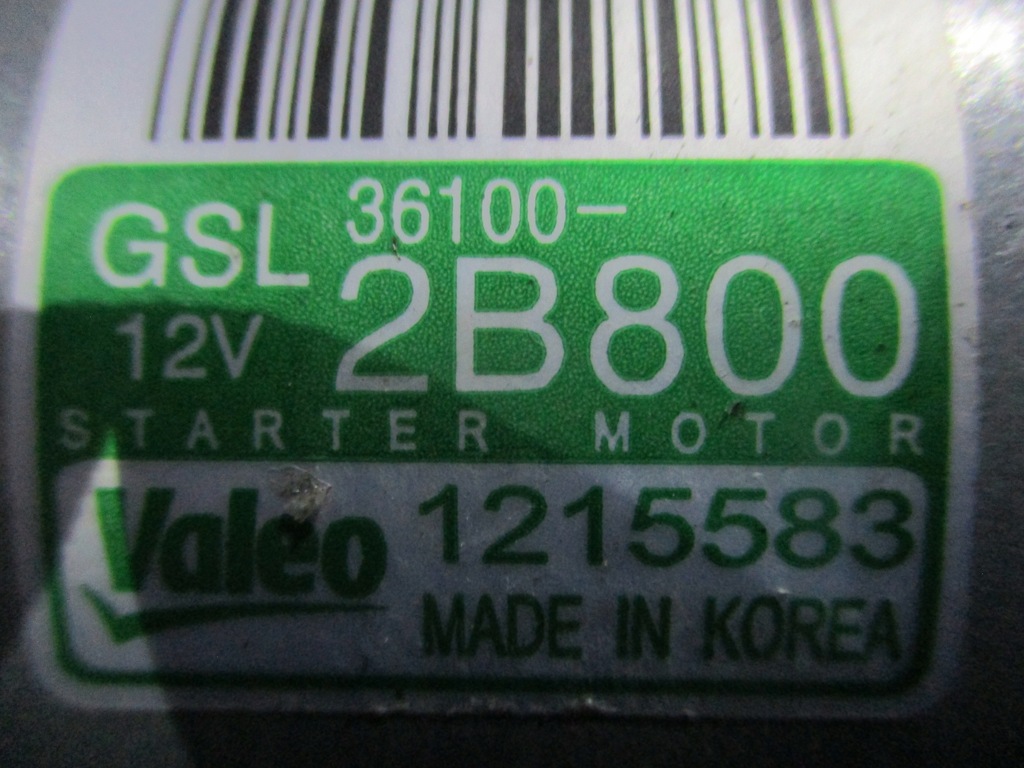 GSL 36100-
12V 2B800
STARTER MOTOR
Valeo 1215583
MADE IN KOREA